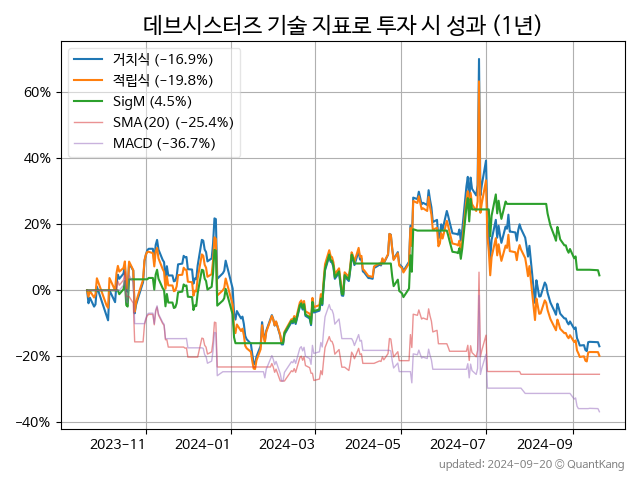 데브시스터즈 기술 지표로 투자 시 성과 (1년)
거치식 (-16.9%)
적립식 (-19.8%)
SigM (4.5%)
SMA(20) (-25.4%)
MACD (-36.7%)
60%
40%
20%
0%
-20%
-40%
2023-11 2024-01 2024-03 2024-05 2024-07 2024-09
updated: 2024-09-20 © QuantKang